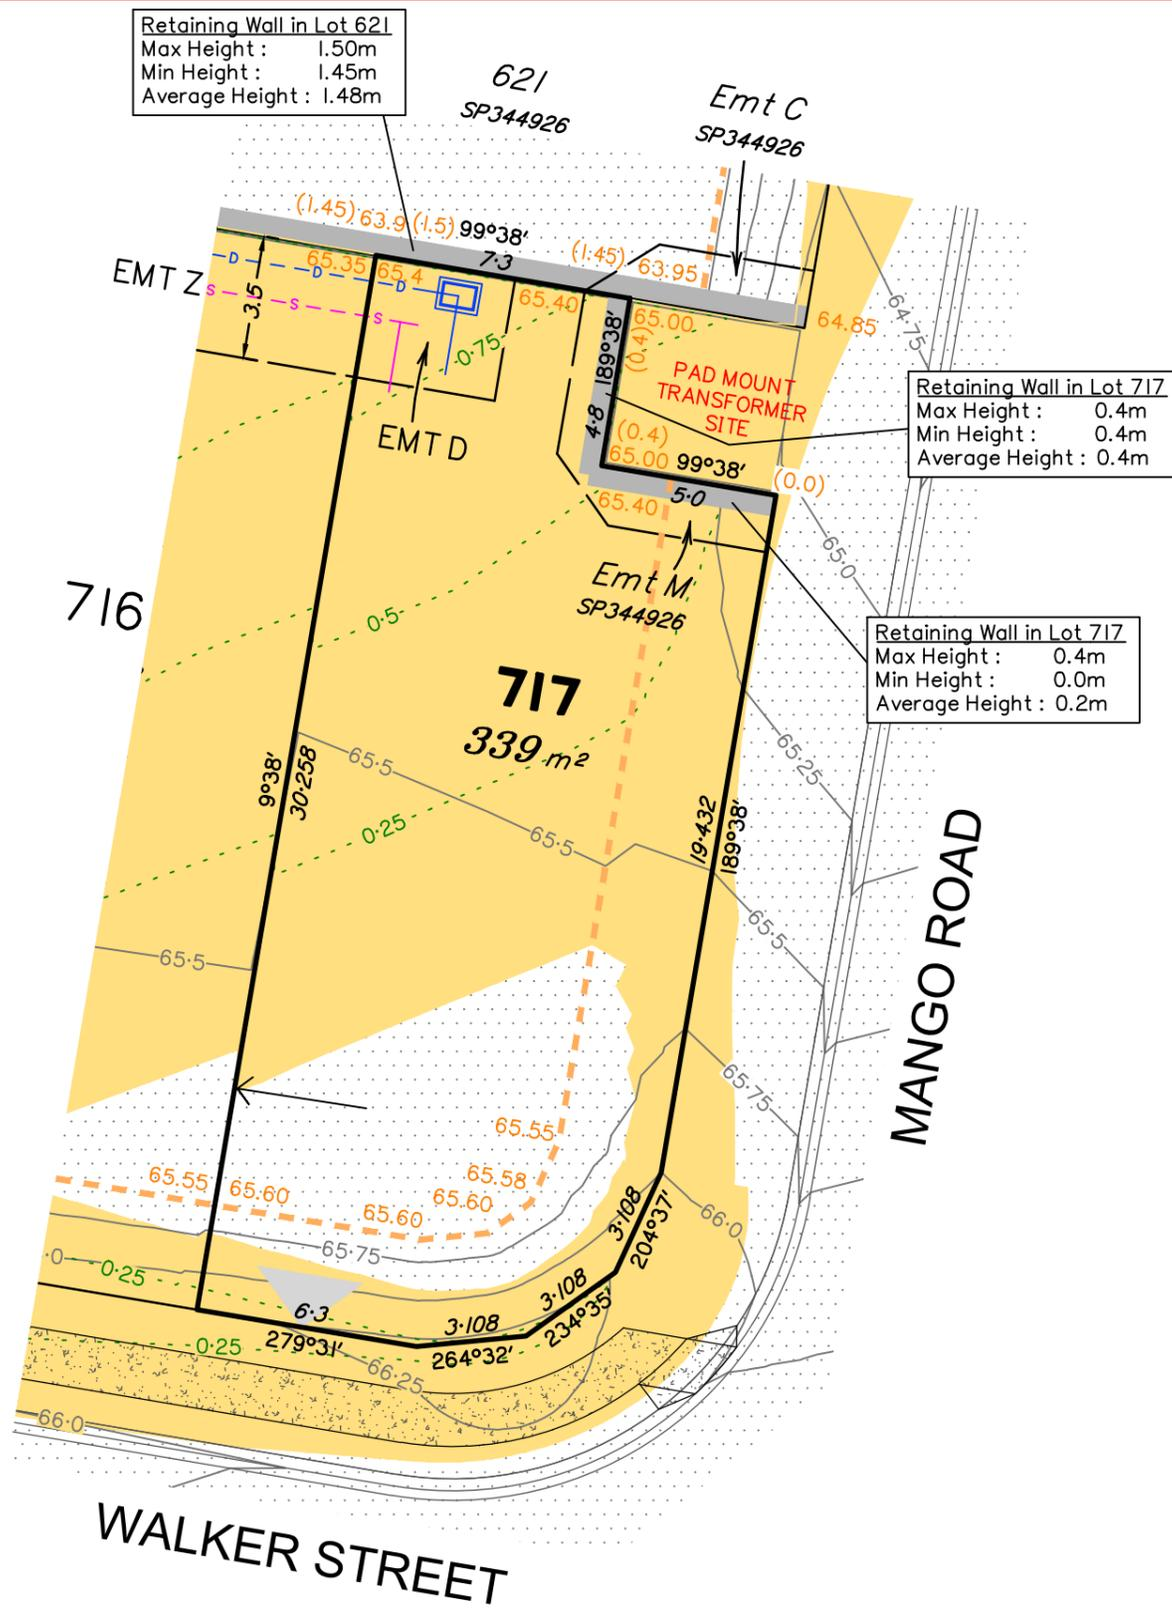 Retaining Wall in Lot 621
Max Height : 1.50m
Min Height : 1.45m
Average Height : 1.48m
621
SP344926
Emt C
SP344926
(1.45) 63.9 (1.5) 99°38'
7·3
(1.45) 63.95
EMT Z
D
D
D
S
S
S
3.5
65.35 65.4
65.40
65.00
64.85
64·75
0·75
189°38'
(0.4)
4·8
PAD MOUNT
TRANSFORMER
SITE
Retaining Wall in Lot 717
Max Height : 0.4m
Min Height : 0.4m
Average Height : 0.4m
EMT D
(0.4)
65.00 99°38'
(0.0)
65.40 5·0
65·0
Emt M
SP344926
716
0·5
Retaining Wall in Lot 717
Max Height : 0.4m
Min Height : 0.0m
Average Height : 0.2m
717
339 m²
65·5
65·25
9°38'
30·258
0·25
65·5
19·432
189°38'
65·5
65·5
MANGO ROAD
65·75
65.55
65.58
65.60
65.55 65.60
65.60
65·75
3·108
204°37'
66·0
·0
0·25
3·108
234°35'
6·3
279°31'
3·108
264°32'
0·25
66·25
66·0
WALKER STREET